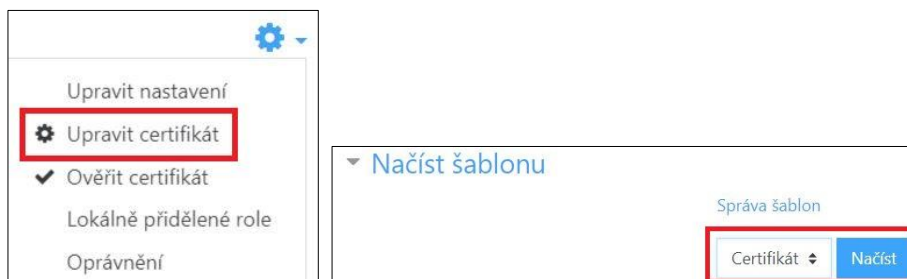 Upravit nastavení
Upravit certifikát
Ověřit certifikát
Lokálně přidělené role
Oprávnění
Načíst šablonu
Správa šablon
Certifikát Načíst